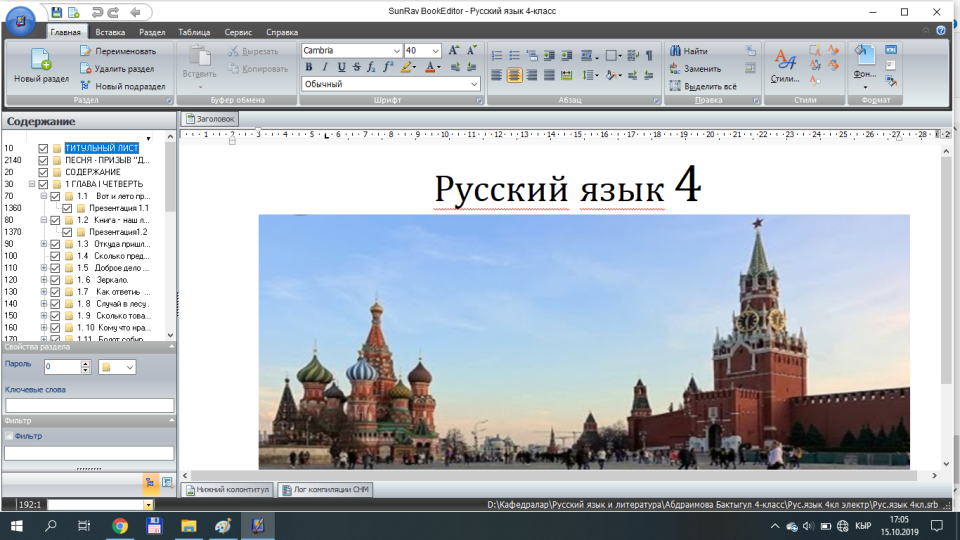 SunRav BookEditor - Русский язык 4-класс
Главная Вставка Раздел Таблица Сервис Справка
Новый раздел
Переименовать
Удалить раздел
Новый подраздел
Раздел
Вставить
Вырезать
Копировать
Буфер обмена
Cambria 40
Обычный
Шрифт
Абзац
Найти
Заменить
Выделить всё
Правка
Стили...
Стили
Фон...
Формат
Содержание
Заголовок
10 ТИТУЛЬНЫЙ ЛИСТ
2140 ПЕСНЯ - ПРИЗЫВ "Д...
20 СОДЕРЖАНИЕ
30 1 ГЛАВА I ЧЕТВЕРТЬ
70 1.1 Вот и лето пр...
1360 Презентация 1.1
80 1.2 Книга - наш л...
1370 Презентация1.2
90 1.3 Откуда пришл...
100 1.4 Сколько пред...
110 1.5 Доброе дело ...
120 1. 6 Зеркало.
130 1.7 Как ответиь ...
140 1. 8 Случай в лесу.
150 1. 9 Сколько това...
160 1. 10 Кому что нра...
170 1.11 Болот собир...
Русский язык 4
Свойства раздела
Пароль 0
Ключевые слова
Фильтр
Фильтр
Нижний колонтитул Лог компиляции CHM
192:1
D:\Кафедралар\Русский язык и литература\Абдраимова Бактыгул 4-класс\Рус.язык 4кл электр\Рус.язык 4кл.srb
КЫР
17:05
15.10.2019